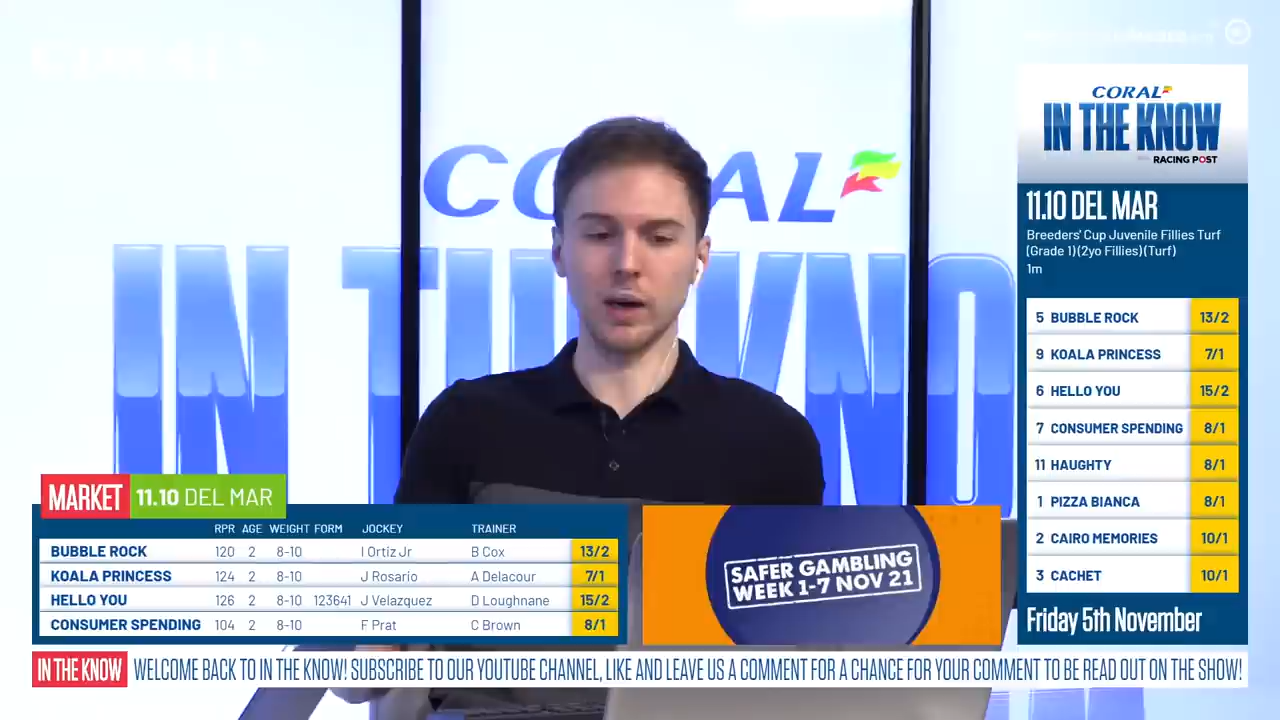 CORAL
IN THE KNO
CORAL
IN THE KNOW
RACING POST
11.10 DEL MAR
Breeders' Cup Juvenile Fillies Turf
(Grade 1)(2yo Fillies)(Turf)
1m
5 BUBBLE ROCK 13/2
9 KOALA PRINCESS 7/1
6 HELLO YOU 15/2
7 CONSUMER SPENDING 8/1
11 HAUGHTY 8/1
1 PIZZA BIANCA 8/1
2 CAIRO MEMORIES 10/1
3 CACHET 10/1
Friday 5th November
MARKET 11.10 DEL MAR
RPR AGE WEIGHT FORM JOCKEY TRAINER
BUBBLE ROCK 120 2 8-10 I Ortiz Jr B Cox 13/2
KOALA PRINCESS 124 2 8-10 J Rosario A Delacour 7/1
HELLO YOU 126 2 8-10 123641 J Velazquez D Loughnane 15/2
CONSUMER SPENDING 104 2 8-10 F Prat C Brown 8/1
SAFER GAMBLING
WEEK 1-7 NOV 21
IN THE KNOW WELCOME BACK TO IN THE KNOW! SUBSCRIBE TO OUR YOUTUBE CHANNEL, LIKE AND LEAVE US A COMMENT FOR A CHANCE FOR YOUR COMMENT TO BE READ OUT ON THE SHOW!